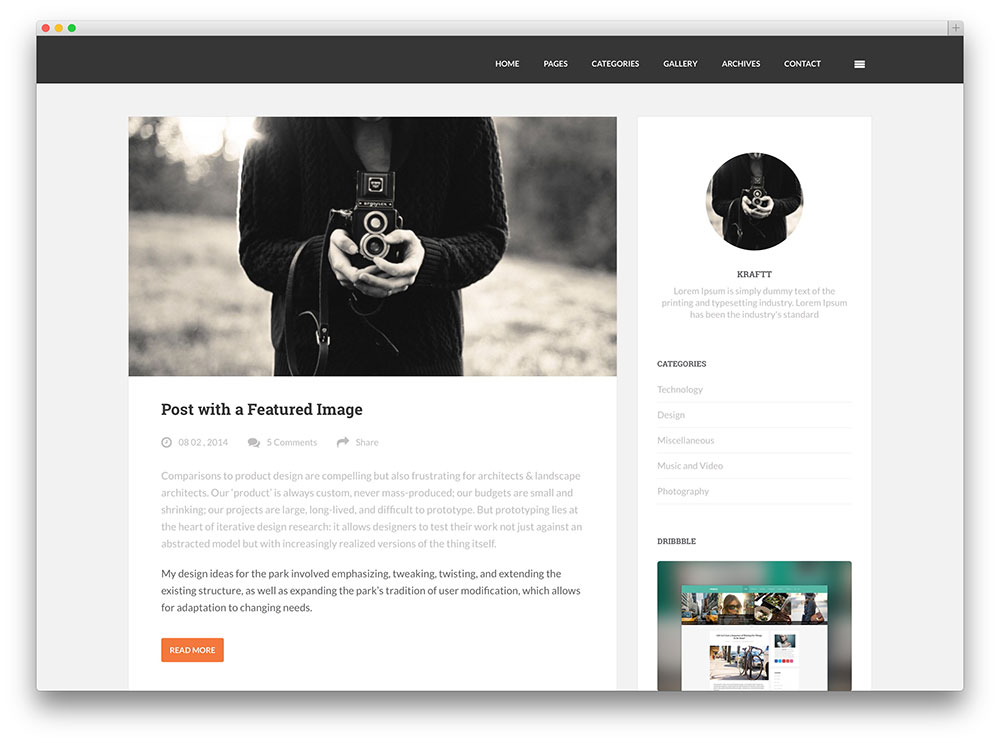 HOME PAGES CATEGORIES GALLERY ARCHIVES CONTACT
Post with a Featured Image
08 02 , 2014 5 Comments Share
Comparisons to product design are compelling but also frustrating for architects & landscape
architects. Our ‘product’ is always custom, never mass-produced; our budgets are small and
shrinking; our projects are large, long-lived, and difficult to prototype. But prototyping lies at
the heart of iterative design research: it allows designers to test their work not just against an
abstracted model but with increasingly realized versions of the thing itself.
My design ideas for the park involved emphasizing, tweaking, twisting, and extending the
existing structure, as well as expanding the park’s tradition of user modification, which allows
for adaptation to changing needs.
READ MORE
KRAFTT
Lorem Ipsum is simply dummy text of the
printing and typesetting industry. Lorem Ipsum
has been the industry's standard
CATEGORIES
Technology
Design
Miscellaneous
Music and Video
Photography
DRIBBBLE